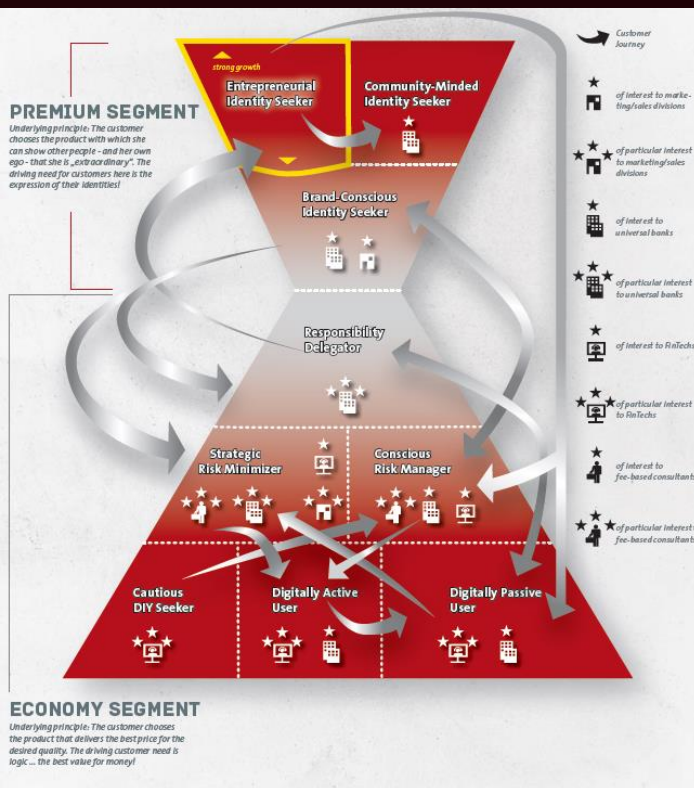 PREMIUM SEGMENT
Underlying principle: The customer
chooses the product with which she
can show other people - and her own
ego - that she is „extraordinary". The
driving need for customers here is the
expression of their identities!
strong growth
Entrepreneurial
Identity Seeker
Community-Minded
Identity Seeker
Brand-Conscious
Identity Seeker
Responsibility
Delegator
Strategic
Risk Minimizer
Conscious
Risk Manager
Cautious
DIY Seeker
Digitally Active
User
Digitally Passive
User
ECONOMY SEGMENT
Underlying principle: The customer chooses
the product that delivers the best price for the
desired quality. The driving customer need is
logic ... the best value for money!
Customer
Journey
of interest to marke-
ting/sales divisions
of particular interest
to marketing/sales
divisions
of interest to
universal banks
of particular interest
to universal banks
of interest to FinTechs
of particular interest
to FinTechs
of interest to
fee-based consultants
of particular interest
fee-based consultants